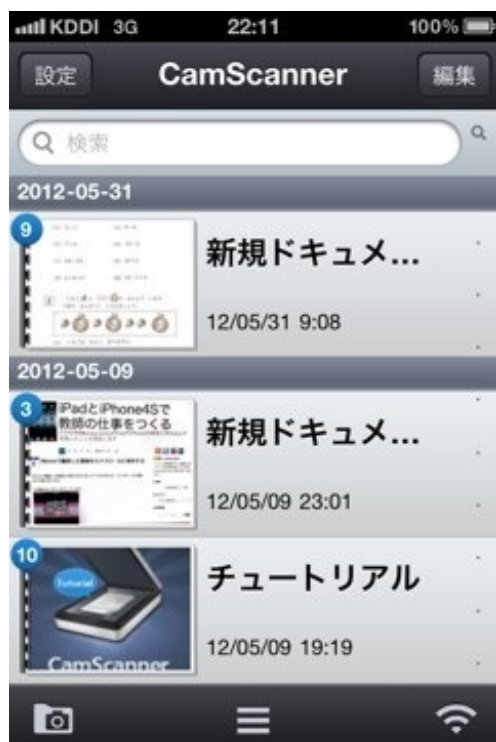 KDDI 3G 22:11 100%
設定 CamScanner 編集
検索
2012-05-31
9
新規ドキュメ...
12/05/31 9:08
2012-05-09
3
iPadとiPhone4Sで
教師の仕事をつくる
新規ドキュメ...
12/05/09 23:01
10
Tutorial
CamScanner
チュートリアル
12/05/09 19:19